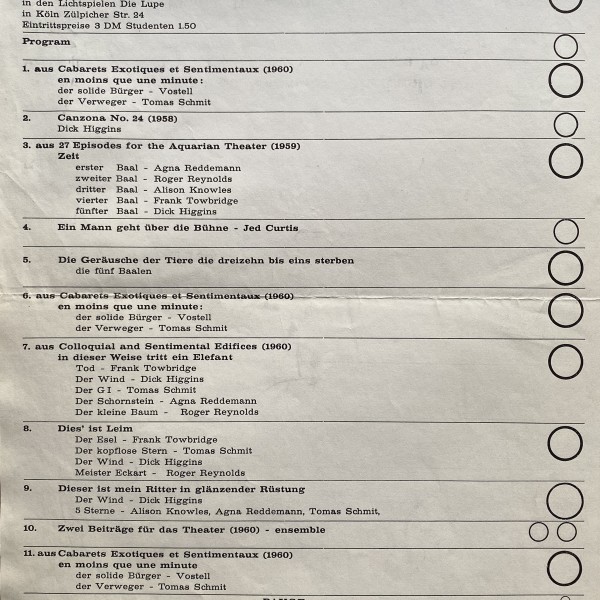 in den Lichtspielen Die Lupe
in Köln Zülpicher Str. 24
Eintrittspreise 3 DM Studenten 1.50
Program
1. aus Cabarets Exotiques et Sentimentaux (1960)
en moins que une minute:
der solide Bürger - Vostell
der Verweger - Tomas Schmit
2. Canzona No. 24 (1958)
Dick Higgins
3. aus 27 Episodes for the Aquarian Theater (1959)
Zeit
erster Baal - Agna Reddemann
zweiter Baal - Roger Reynolds
dritter Baal - Alison Knowles
vierter Baal - Frank Towbridge
fünfter Baal - Dick Higgins
4. Ein Mann geht über die Bühne - Jed Curtis
5. Die Geräusche der Tiere die dreizehn bis eins sterben
die fünf Baalen
6. aus Cabarets Exotiques et Sentimentaux (1960)
en moins que une minute:
der solide Bürger - Vostell
der Verweger - Tomas Schmit
7. aus Colloquial and Sentimental Edifices (1960)
in dieser Weise tritt ein Elefant
Tod - Frank Towbridge
Der Wind - Dick Higgins
Der G I - Tomas Schmit
Der Schornstein - Agna Reddemann
Der kleine Baum - Roger Reynolds
8. Dies' ist Leim
Der Esel - Frank Towbridge
Der kopflose Stern - Tomas Schmit
Der Wind - Dick Higgins
Meister Eckart - Roger Reynolds
9. Dieser ist mein Ritter in glänzender Rüstung
Der Wind - Dick Higgins
5 Sterne - Alison Knowles, Agna Reddemann, Tomas Schmit,
10. Zwei Beiträge für das Theater (1960) - ensemble
11. aus Cabarets Exotiques et Sentimentaux (1960)
en moins que une minute
der solide Bürger - Vostell
der Verweger - Tomas Schmit
PAUSE